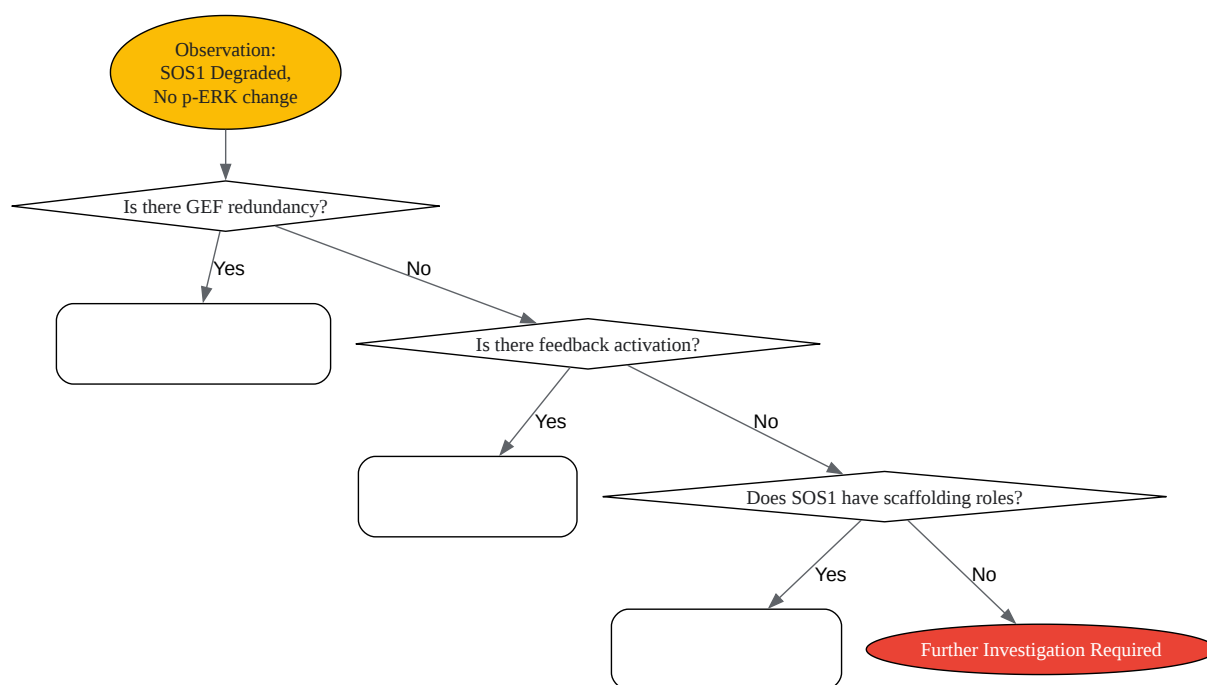 Observation:
SOS1 Degraded,
No p-ERK change
Is there GEF redundancy?
Yes
No
Is there feedback activation?
Yes
No
Does SOS1 have scaffolding roles?
Yes
No
Further Investigation Required